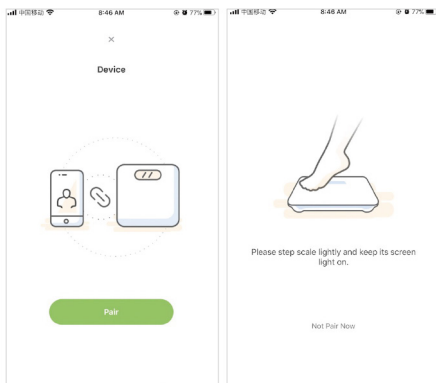 中国移动 8:46 AM 77%
×
Device
Pair
中国移动 8:46 AM 77%
Please step scale lightly and keep its screen
light on.
Not Pair Now